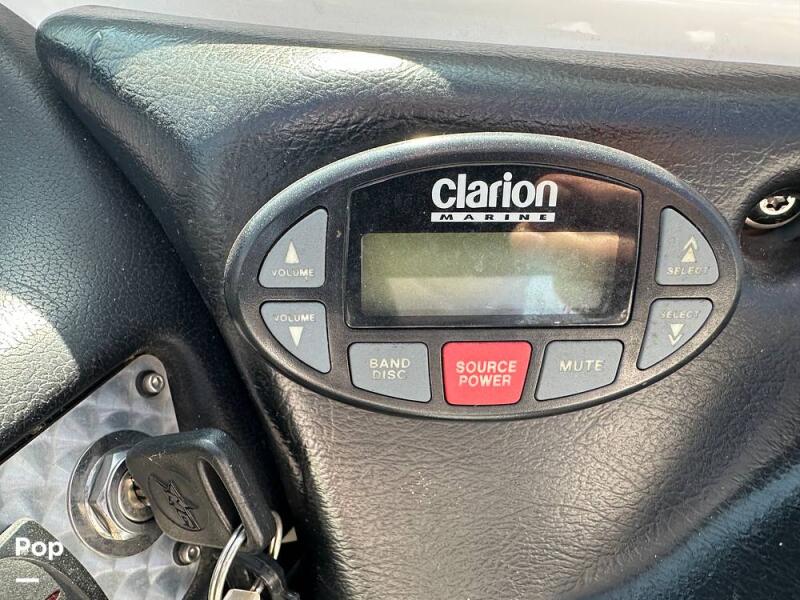 Clarion
MARINE
VOLUME
SELECT
VOLUME
SELECT
BAND
DISC
SOURCE
POWER
MUTE
Pop